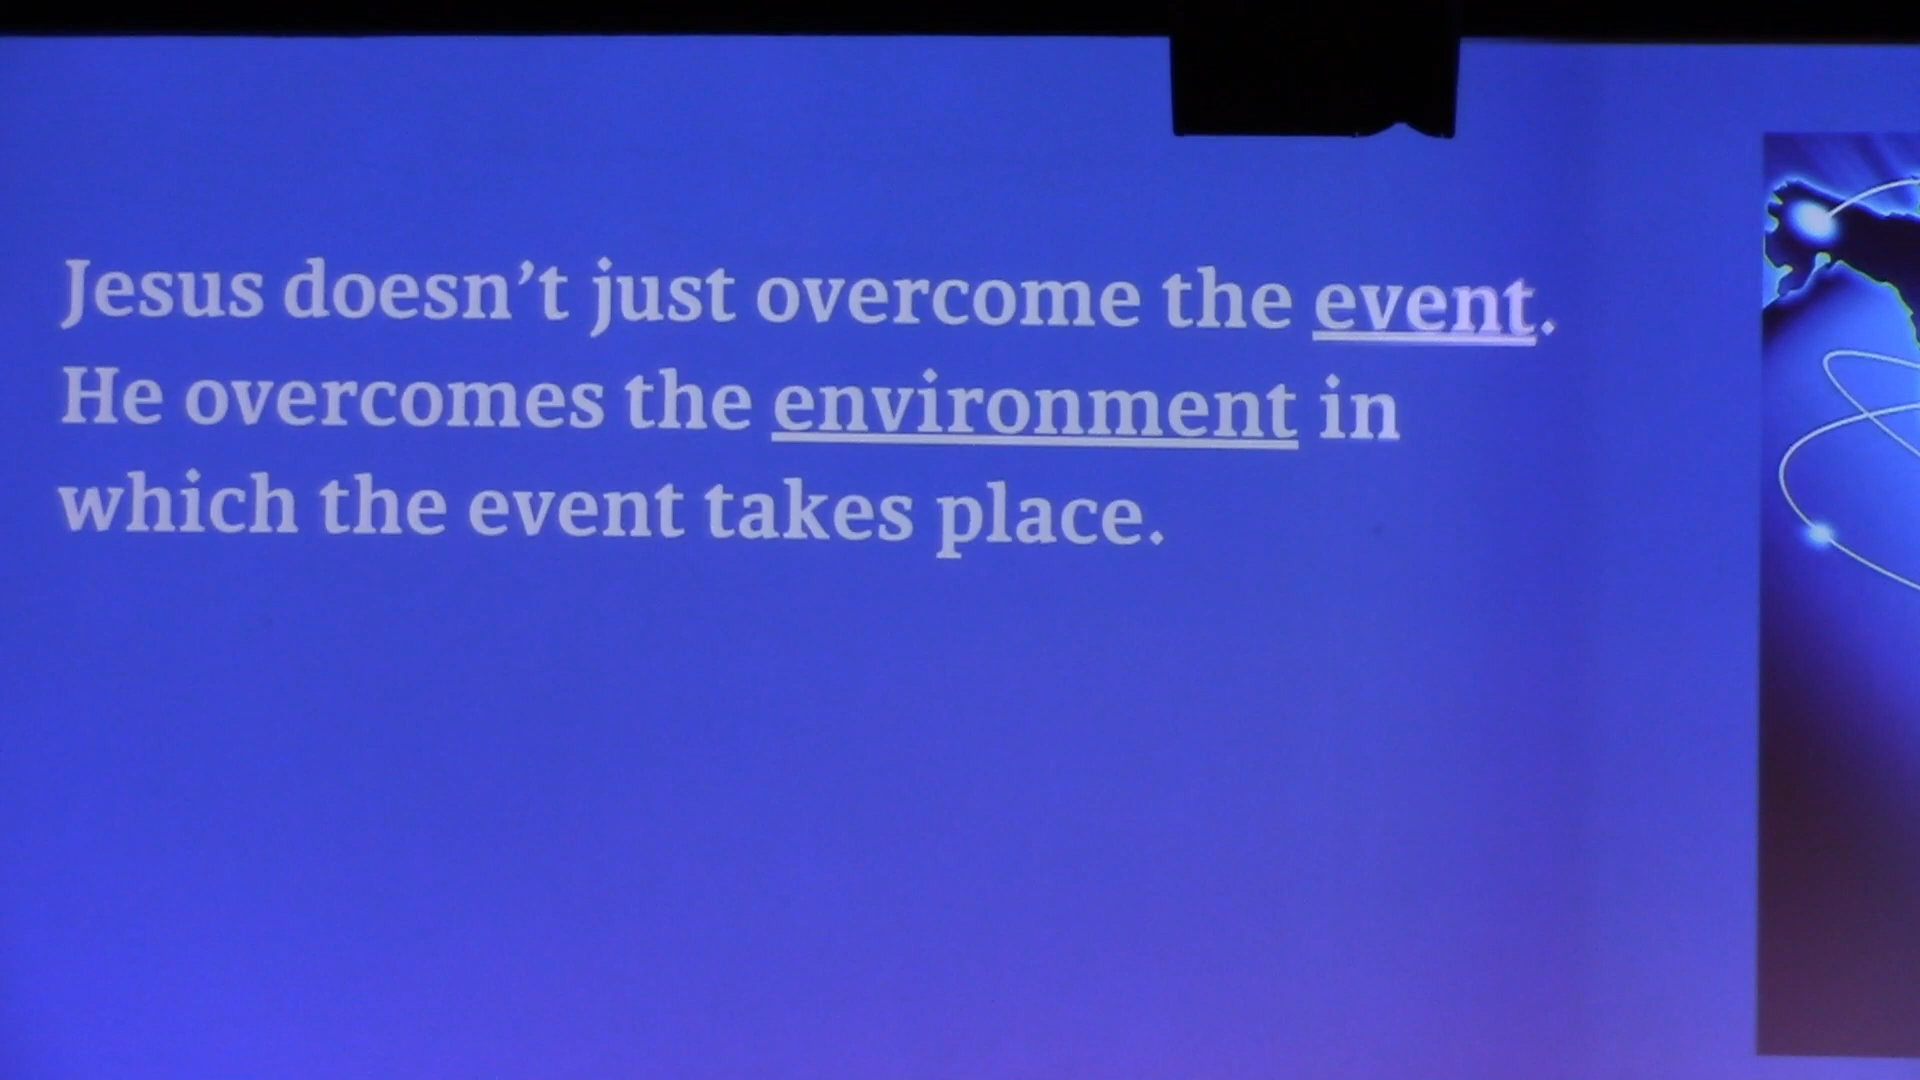 Jesus doesn’t just overcome the event.
He overcomes the environment in
which the event takes place.